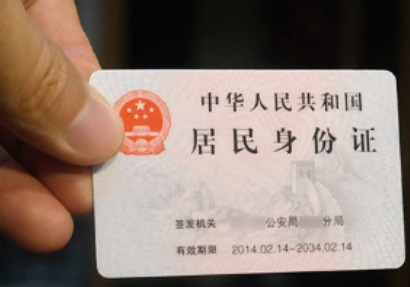 中华人民共和国
居民身份证
签发机关 公安局 分局
有效期限 2014.02.14-2034.02.14